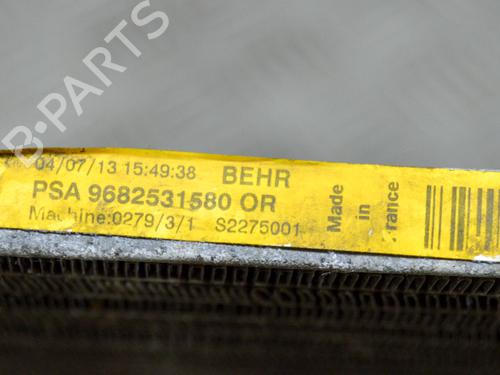 B-PARTS
04/07/13 15:49:38 BEHR
PSA 9682531580 OR
Machine:0279/3/1 S2275001
Made
in
France